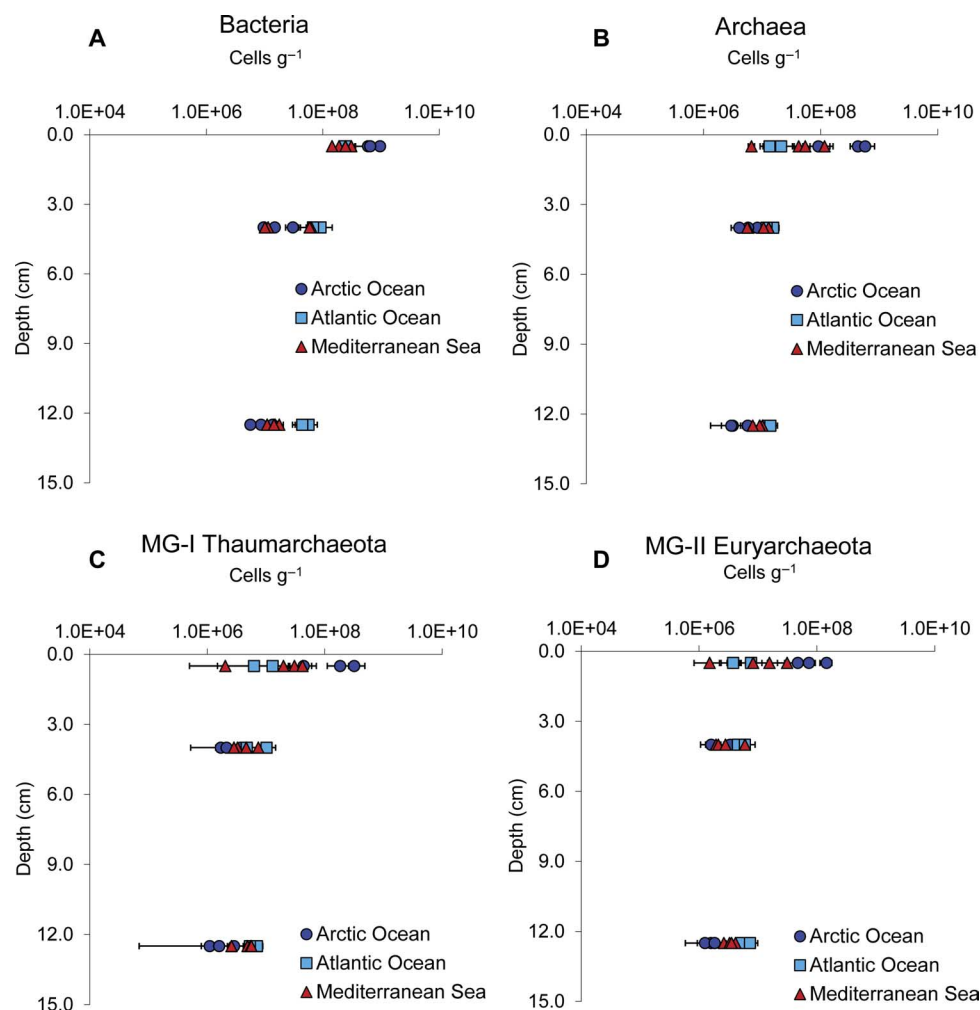 A
Bacteria
Cells g⁻¹
1.0E+04 1.0E+06 1.0E+08 1.0E+10
0.0
3.0
6.0
9.0
12.0
15.0
Depth (cm)
Arctic Ocean
Atlantic Ocean
Mediterranean Sea
B
Archaea
Cells g⁻¹
1.0E+04 1.0E+06 1.0E+08 1.0E+10
0.0
3.0
6.0
9.0
12.0
15.0
Depth (cm)
Arctic Ocean
Atlantic Ocean
Mediterranean Sea
C
MG-I Thaumarchaeota
Cells g⁻¹
1.0E+04 1.0E+06 1.0E+08 1.0E+10
0.0
3.0
6.0
9.0
12.0
15.0
Depth (cm)
Arctic Ocean
Atlantic Ocean
Mediterranean Sea
D
MG-II Euryarchaeota
Cells g⁻¹
1.0E+04 1.0E+06 1.0E+08 1.0E+10
0.0
3.0
6.0
9.0
12.0
15.0
Depth (cm)
Arctic Ocean
Atlantic Ocean
Mediterranean Sea